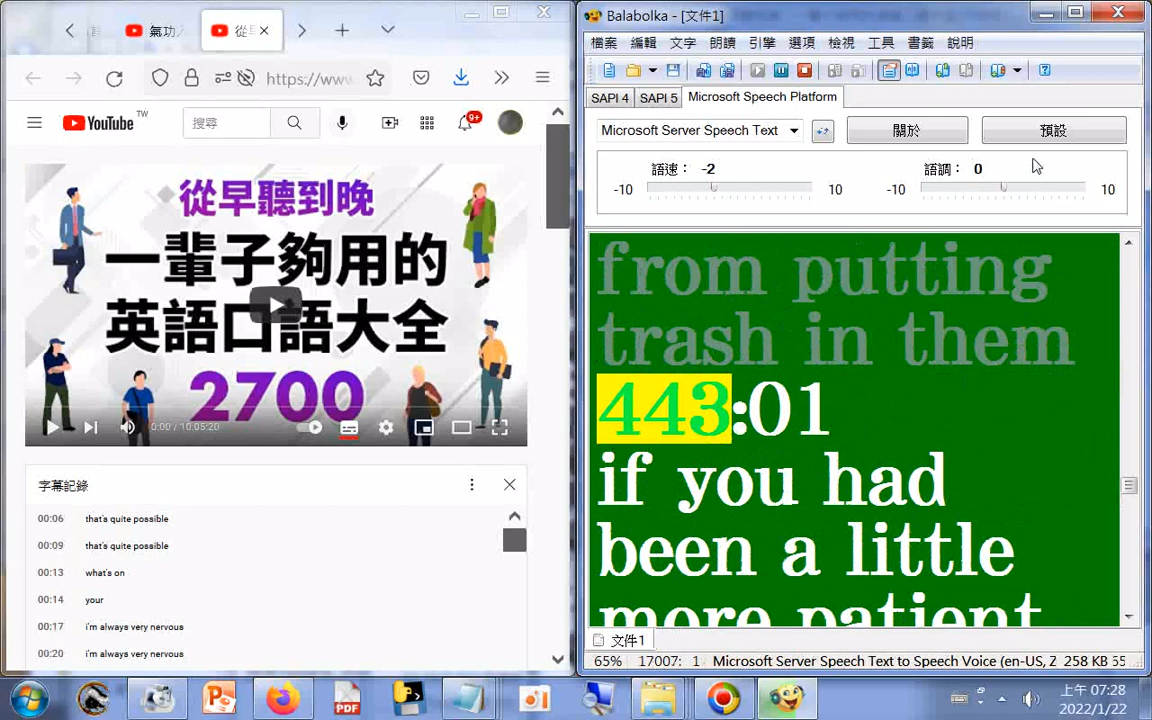 氣功入
從
https://www
YouTube TW
搜尋
9+
從早聽到晚
一輩子夠用的
英語口語大全
2700
0:00 / 10:05:20
字幕記錄
00:06 that's quite possible
00:09 that's quite possible
00:13 what's on
00:14 your
00:17 i'm always very nervous
00:20 i'm always very nervous
Balabolka - [文件1]
檔案 編輯 文字 朗讀 引擎 選項 檢視 工具 書籤 說明
SAPI 4 SAPI 5 Microsoft Speech Platform
Microsoft Server Speech Text 關於 預設
語速： -2 語調： 0
-10 10 -10 10
from putting
trash in them
443:01
if you had
been a little
more patient
文件1
65% 17007: 1 Microsoft Server Speech Text to Speech Voice (en-US, Z 258 KB 55
PDF
上午 07:28
2022/1/22